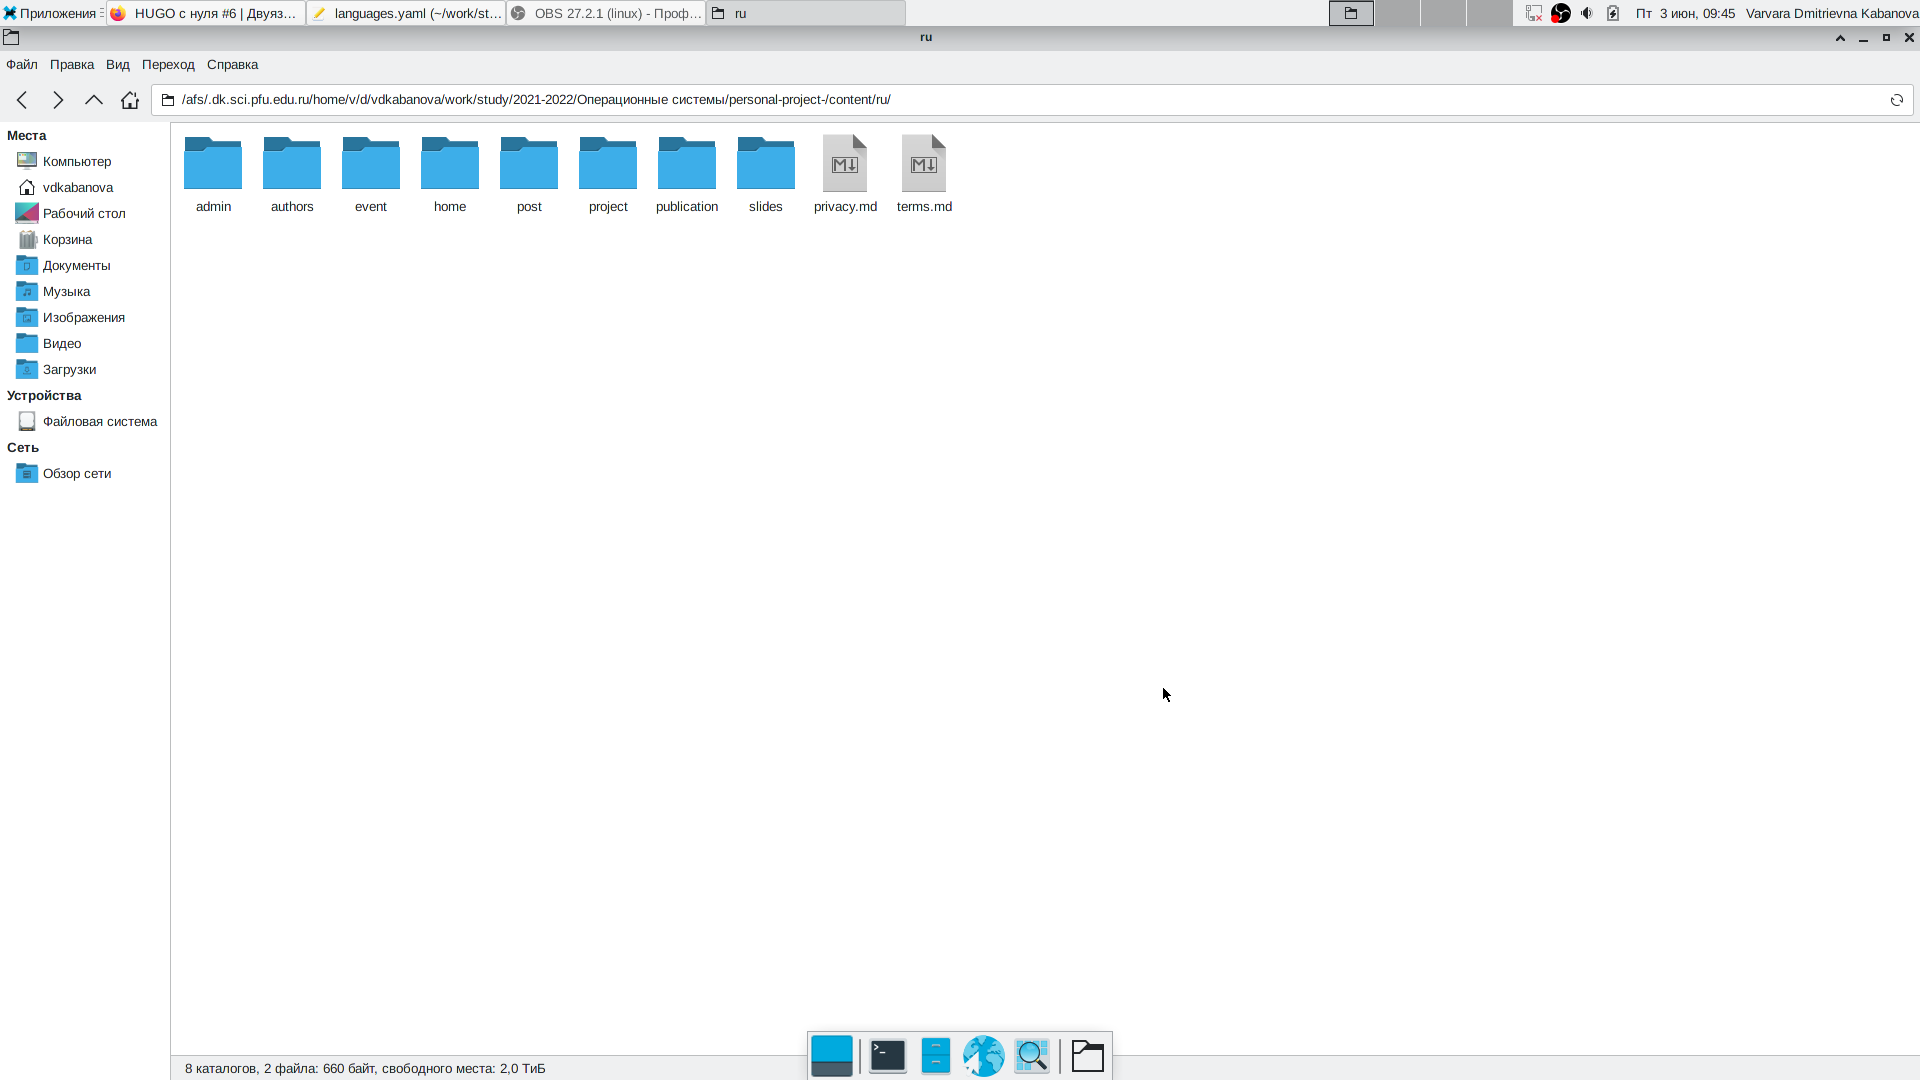 Приложения
HUGO с нуля #6 | Двуяз...
languages.yaml (~/work/st...
OBS 27.2.1 (linux) - Проф...
ru
Пт 3 июн, 09:45
Varvara Dmitrievna Kabanova
ru
Файл Правка Вид Переход Справка
/afs/.dk.sci.pfu.edu.ru/home/v/d/vdkabanova/work/study/2021-2022/Операционные системы/personal-project-/content/ru/
Места
Компьютер
vdkabanova
Рабочий стол
Корзина
Документы
Музыка
Изображения
Видео
Загрузки
Устройства
Файловая система
Сеть
Обзор сети
admin
authors
event
home
post
project
publication
slides
privacy.md
terms.md
8 каталогов, 2 файла: 660 байт, свободного места: 2,0 ТиБ